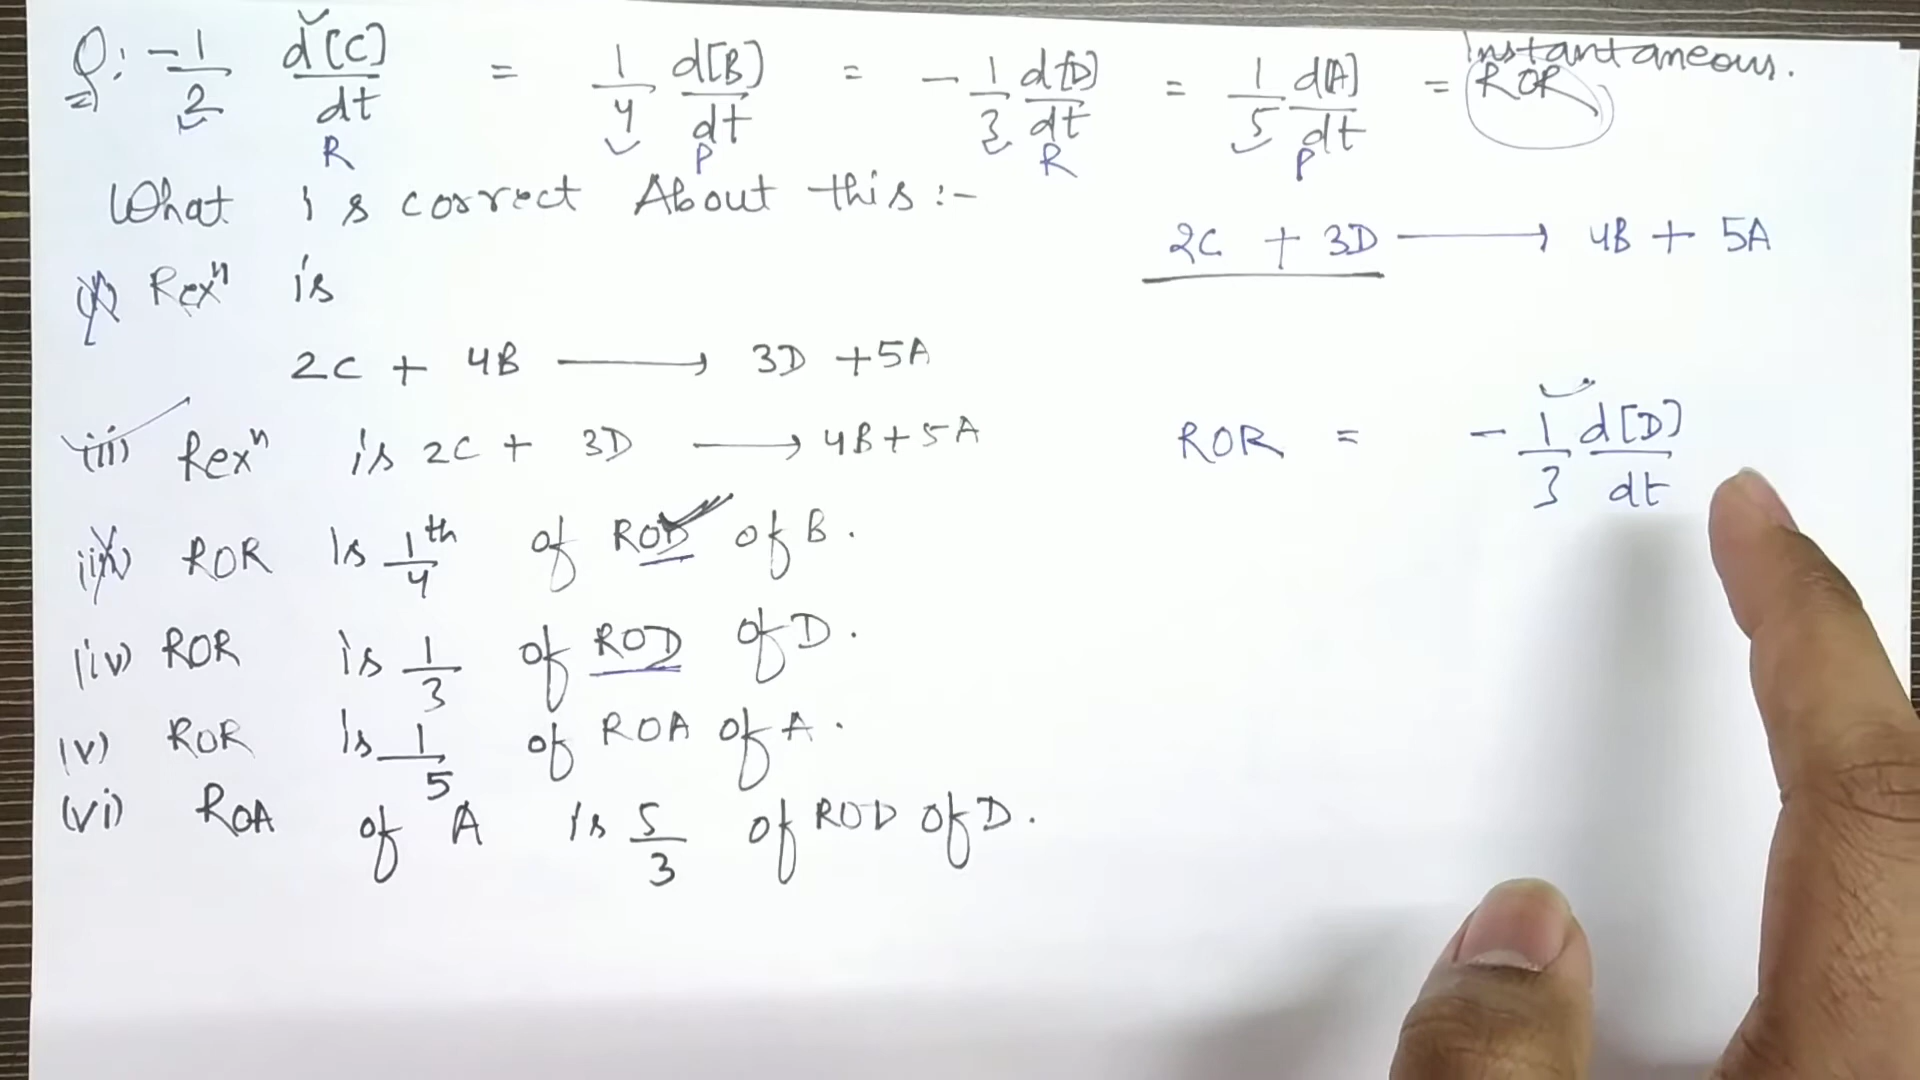 Q:- -1/2 d[C]/dt = 1/4 d[B]/dt = -1/3 d[D]/dt = 1/5 d[A]/dt = ROR
Instantaneous.
R P R P
What is correct About this :-
2C + 3D ⟶ 4B + 5A
(i) Rexn is
2C + 4B ⟶ 3D + 5A
(ii) Rexn is 2C + 3D ⟶ 4B + 5A
ROR = -1/3 d[D]/dt
(iii) ROR Is 1/4 th of ROD of B.
(iv) ROR is 1/3 of ROD of D.
(v) ROR Is 1/5 of ROA of A.
(vi) ROA of A is 5/3 of ROD of D.